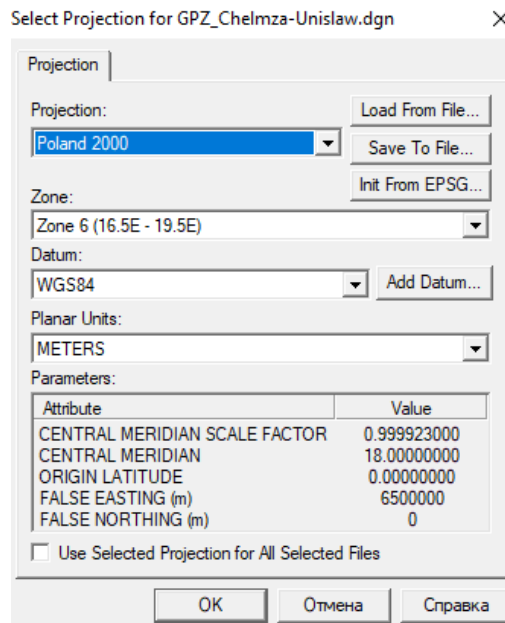 Select Projection for GPZ_Chelmza-Unislaw.dgn
Projection
Projection:
Load From File...
Poland 2000
Save To File...
Init From EPSG...
Zone:
Zone 6 (16.5E - 19.5E)
Datum:
WGS84
Add Datum...
Planar Units:
METERS
Parameters:
Attribute Value
CENTRAL MERIDIAN SCALE FACTOR 0.999923000
CENTRAL MERIDIAN 18.00000000
ORIGIN LATITUDE 0.00000000
FALSE EASTING (m) 6500000
FALSE NORTHING (m) 0
Use Selected Projection for All Selected Files
OK Отмена Справка